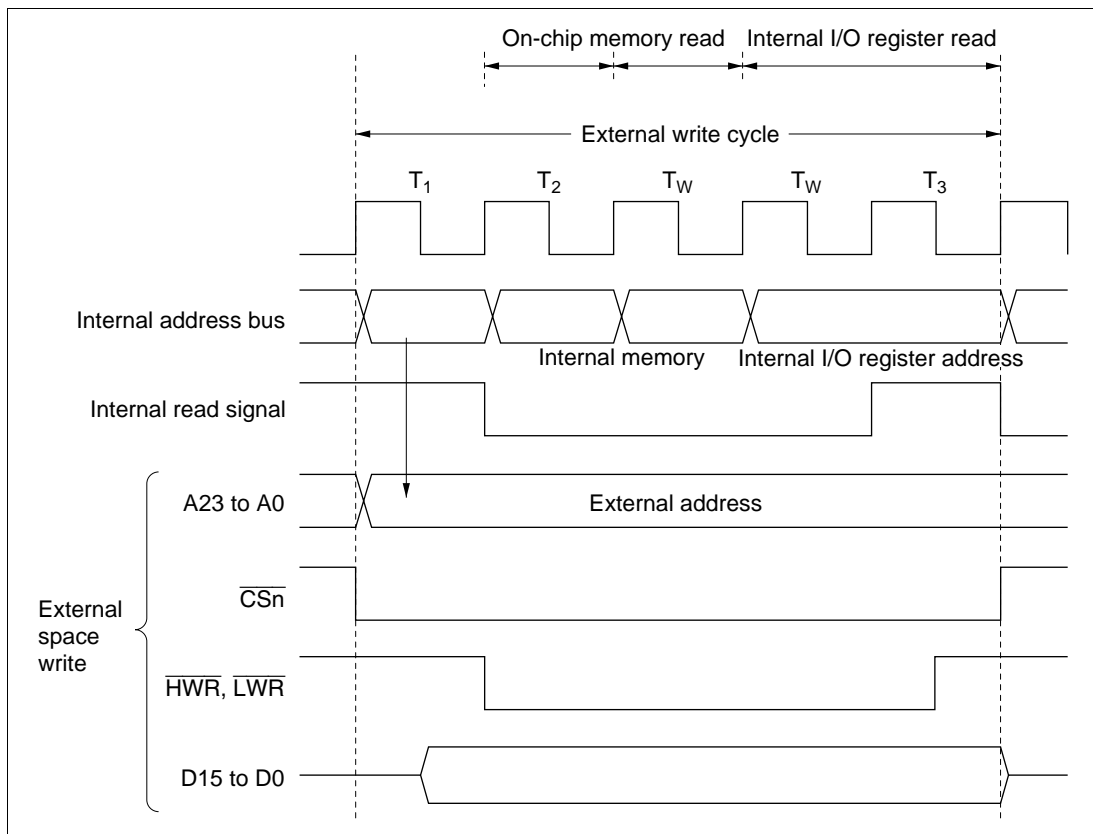 On-chip memory read Internal I/O register read
External write cycle
T1 T2 TW TW T3
Internal address bus
Internal memory Internal I/O register address
Internal read signal
A23 to A0 External address
CSn
External
space
write
HWR, LWR
D15 to D0